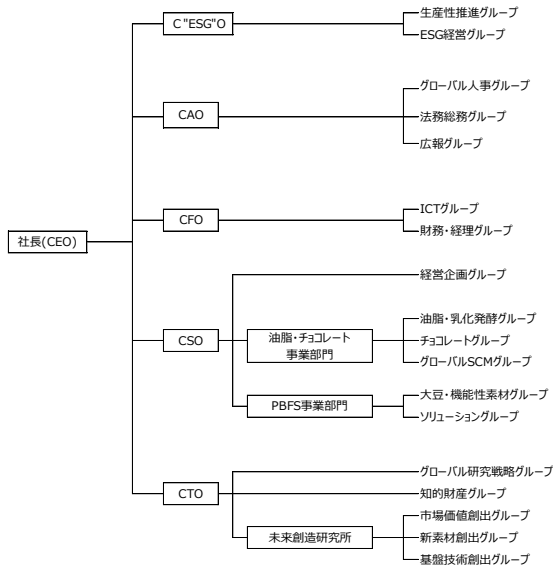 社長(CEO)
C "ESG"O
生産性推進グループ
ESG経営グループ
CAO
グローバル人事グループ
法務総務グループ
広報グループ
CFO
ICTグループ
財務・経理グループ
CSO
経営企画グループ
油脂・チョコレート
事業部門
油脂・乳化発酵グループ
チョコレートグループ
グローバルSCMグループ
PBFS事業部門
大豆・機能性素材グループ
ソリューショングループ
CTO
グローバル研究戦略グループ
知的財産グループ
未来創造研究所
市場価値創出グループ
新素材創出グループ
基盤技術創出グループ